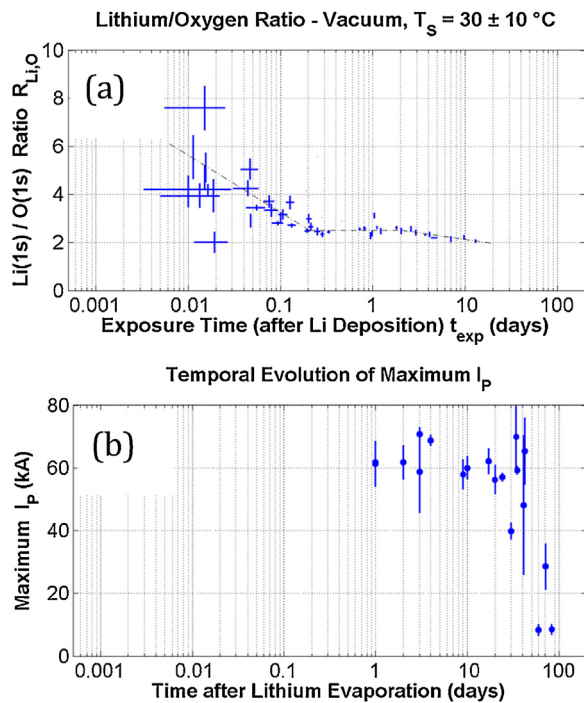 Lithium/Oxygen Ratio - Vacuum, T_S = 30 ± 10 °C
(a)
Li(1s) / O(1s) Ratio R_Li,O
10
8
6
4
2
0
0.001 0.01 0.1 1 10 100
Exposure Time (after Li Deposition) t_exp (days)
Temporal Evolution of Maximum I_P
(b)
Maximum I_P (kA)
80
60
40
20
0
0.001 0.01 0.1 1 10 100
Time after Lithium Evaporation (days)